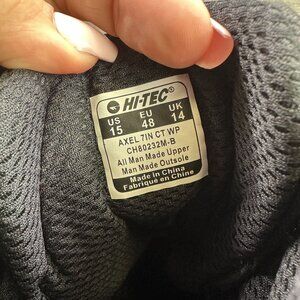 HI-TEC
US EU UK
15 48 14
AXEL 7IN CT WP
CH80232M-B
All Man Made Upper
Man Made Outsole
Made in China
Fabriqué en Chine